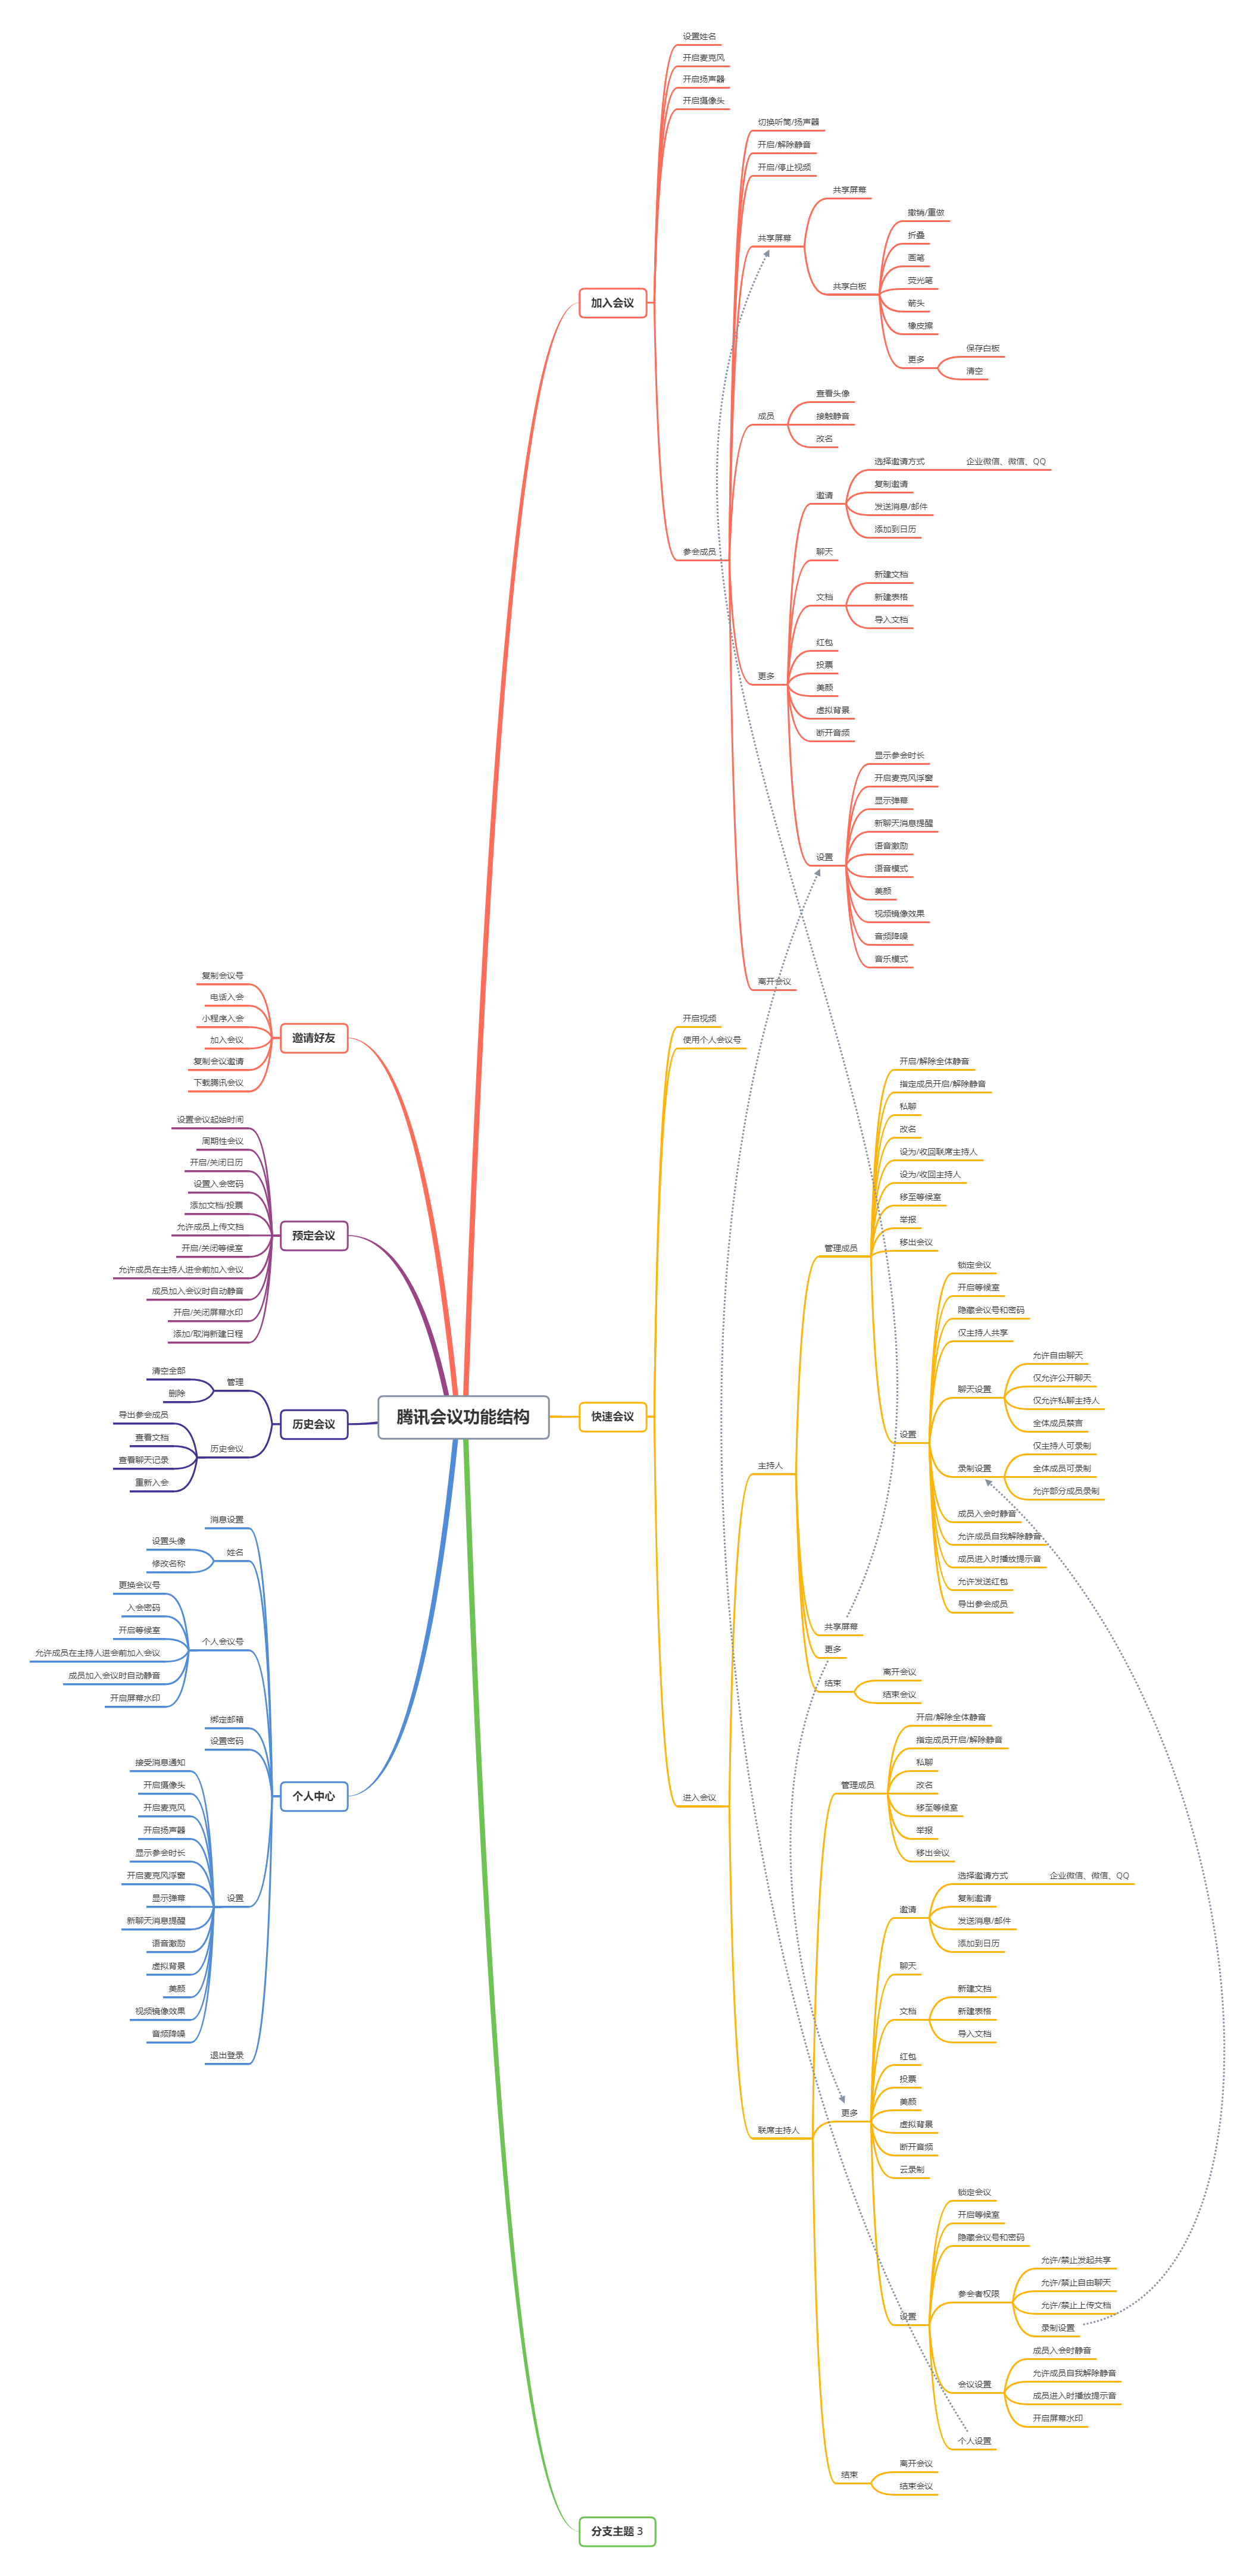 腾讯会议功能结构
加入会议
设置姓名
开启麦克风
开启扬声器
开启摄像头
参会成员
切换听筒/扬声器
开启/解除静音
开启/停止视频
共享屏幕
共享屏幕
共享白板
撤销/重做
折叠
画笔
荧光笔
箭头
橡皮擦
更多
保存白板
清空
成员
查看头像
接触静音
改名
更多
邀请
选择邀请方式
企业微信、微信、QQ
复制邀请
发送消息/邮件
添加到日历
聊天
文档
新建文档
新建表格
导入文档
红包
投票
美颜
虚拟背景
断开音频
设置
显示参会时长
开启麦克风浮窗
显示弹幕
新聊天消息提醒
语音激励
语音模式
美颜
视频镜像效果
音频降噪
音乐模式
离开会议
快速会议
开启视频
使用个人会议号
进入会议
主持人
管理成员
开启/解除全体静音
指定成员开启/解除静音
私聊
改名
设为/收回联席主持人
设为/收回主持人
移至等候室
举报
移出会议
设置
锁定会议
开启等候室
隐藏会议号和密码
仅主持人共享
聊天设置
允许自由聊天
仅允许公开聊天
仅允许私聊主持人
全体成员禁言
录制设置
仅主持人可录制
全体成员可录制
允许部分成员录制
成员入会时静音
允许成员自我解除静音
成员进入时播放提示音
允许发送红包
导出参会成员
共享屏幕
更多
结束
离开会议
结束会议
联席主持人
管理成员
开启/解除全体静音
指定成员开启/解除静音
私聊
改名
移至等候室
举报
移出会议
更多
邀请
选择邀请方式
企业微信、微信、QQ
复制邀请
发送消息/邮件
添加到日历
聊天
文档
新建文档
新建表格
导入文档
红包
投票
美颜
虚拟背景
断开音频
云录制
设置
锁定会议
开启等候室
隐藏会议号和密码
参会者权限
允许/禁止发起共享
允许/禁止自由聊天
允许/禁止上传文档
录制设置
会议设置
成员入会时静音
允许成员自我解除静音
成员进入时播放提示音
开启屏幕水印
个人设置
结束
离开会议
结束会议
分支主题 3
邀请好友
复制会议号
电话入会
小程序入会
加入会议
复制会议邀请
下载腾讯会议
预定会议
设置会议起始时间
周期性会议
开启/关闭日历
设置入会密码
添加文档/投票
允许成员上传文档
开启/关闭等候室
允许成员在主持人进会前加入会议
成员加入会议时自动静音
开启/关闭屏幕水印
添加/取消新建日程
历史会议
管理
清空全部
删除
历史会议
导出参会成员
查看文档
查看聊天记录
重新入会
个人中心
消息设置
姓名
设置头像
修改名称
个人会议号
更换会议号
入会密码
开启等候室
允许成员在主持人进会前加入会议
成员加入会议时自动静音
开启屏幕水印
绑定邮箱
设置密码
设置
接受消息通知
开启摄像头
开启麦克风
开启扬声器
显示参会时长
开启麦克风浮窗
显示弹幕
新聊天消息提醒
语音激励
虚拟背景
美颜
视频镜像效果
音频降噪
退出登录